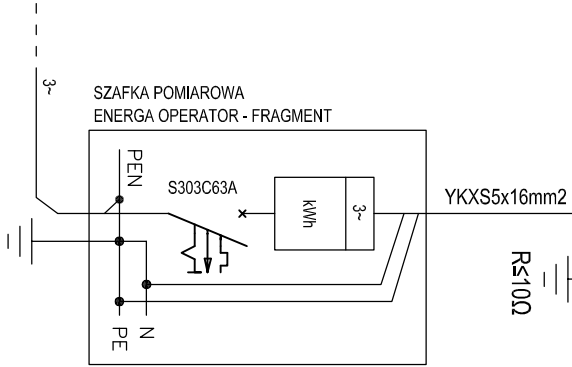 3~
SZAFKA POMIAROWA
ENERGA OPERATOR - FRAGMENT
PEN
S303C63A
kWh
3~
YKXS5x16mm2
R≤10Ω
PE
N